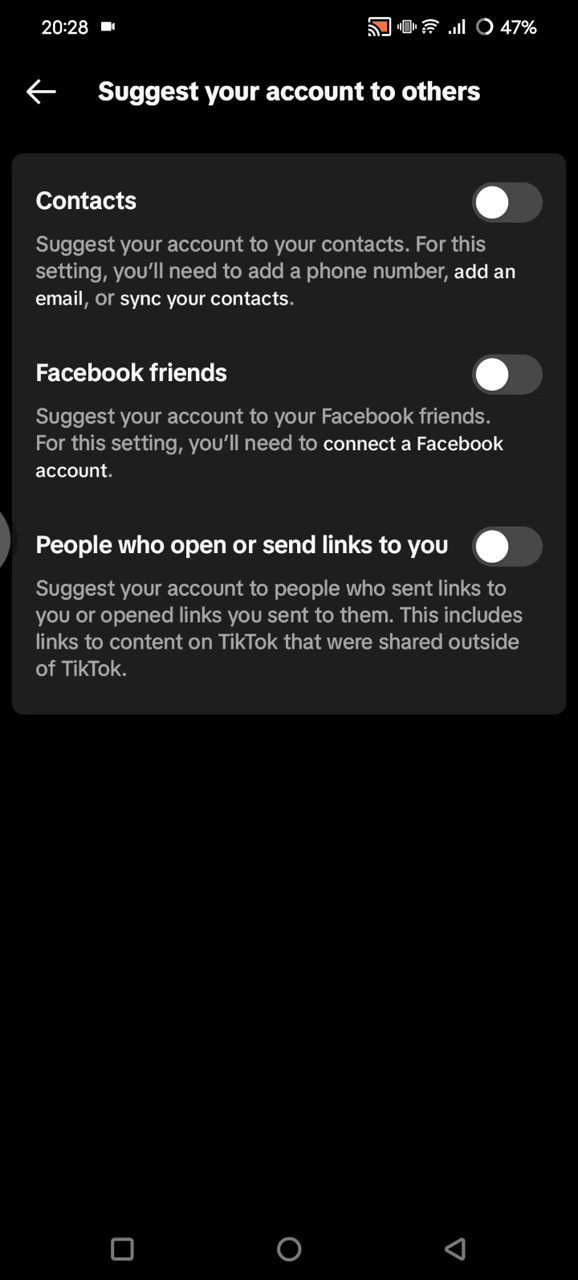 20:28
47%
Suggest your account to others
Contacts
Suggest your account to your contacts. For this
setting, you’ll need to add a phone number, add an
email, or sync your contacts.
Facebook friends
Suggest your account to your Facebook friends.
For this setting, you’ll need to connect a Facebook
account.
People who open or send links to you
Suggest your account to people who sent links to
you or opened links you sent to them. This includes
links to content on TikTok that were shared outside
of TikTok.